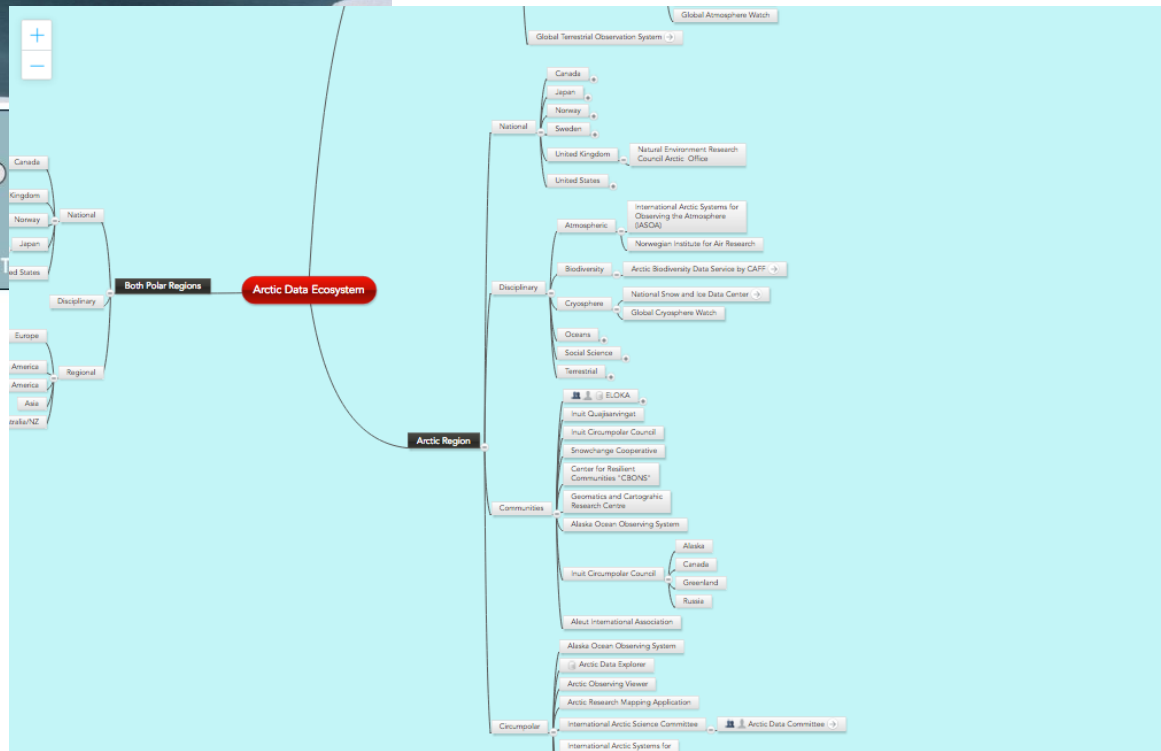 Global Atmosphere Watch
Global Terrestrial Observation System
Canada
Japan
Norway
Sweden
National
United Kingdom
Natural Environment Research
Council Arctic Office
United States
International Arctic Systems for
Observing the Atmosphere
(IASOA)
Atmospheric
Norwegian Institute for Air Research
Biodiversity
Arctic Biodiversity Data Service by CAFF
Disciplinary
National Snow and Ice Data Center
Cryosphere
Global Cryosphere Watch
Oceans
Social Science
Terrestrial
Canada
Kingdom
Norway
National
Japan
ed States
Both Polar Regions
Arctic Data Ecosystem
Disciplinary
Europe
America
Regional
America
Asia
tralia/NZ
Arctic Region
ELOKA
Inuit Quajisarvingat
Inuit Circumpolar Council
Snowchange Cooperative
Center for Resilient
Communities "CBONS"
Geomatics and Cartograhic
Research Centre
Communities
Alaska Ocean Observing System
Alaska
Canada
Inuit Circumpolar Council
Greenland
Russia
Aleut International Association
Alaska Ocean Observing System
Arctic Data Explorer
Arctic Observing Viewer
Arctic Research Mapping Application
Circumpolar
International Arctic Science Committee
Arctic Data Committee
International Arctic Systems for